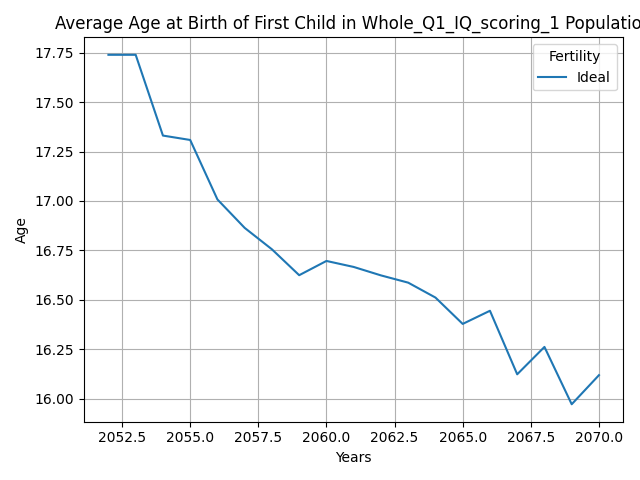 Average Age at Birth of First Child in Whole_Q1_IQ_scoring_1 Populatio
17.75
17.50
17.25
17.00
16.75
16.50
16.25
16.00
Age
Fertility
Ideal
2052.5 2055.0 2057.5 2060.0 2062.5 2065.0 2067.5 2070.0
Years